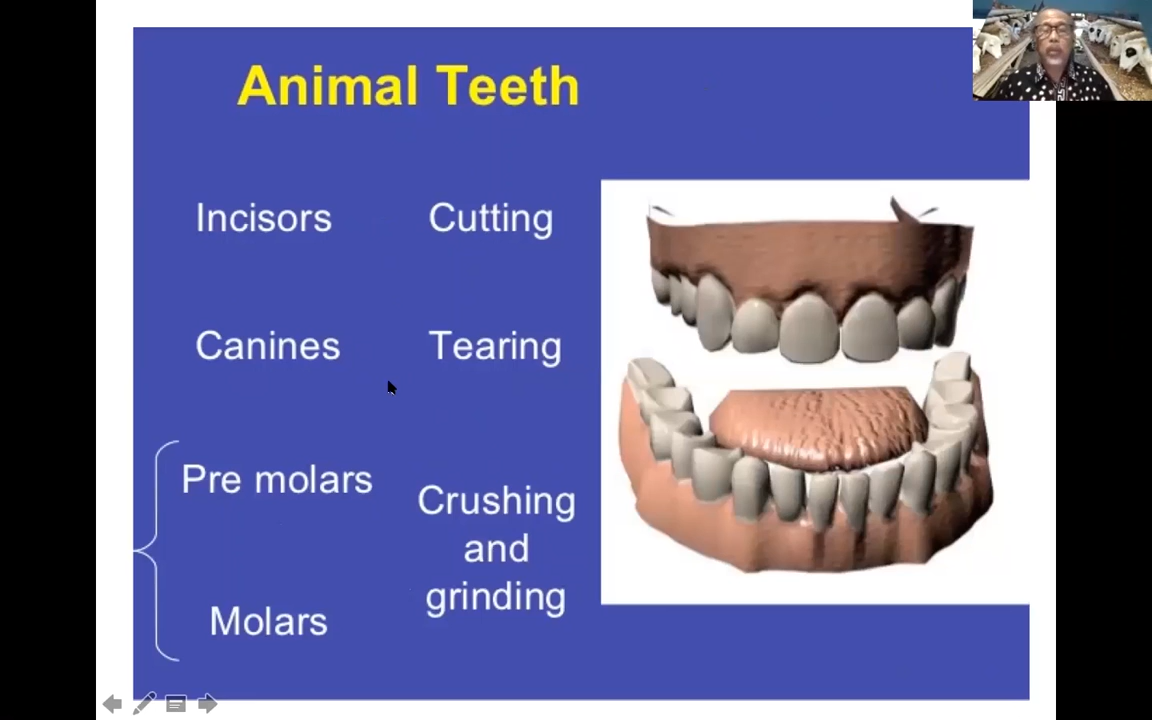 Animal Teeth
Incisors
Cutting
Canines
Tearing
Pre molars
Crushing
and
grinding
Molars